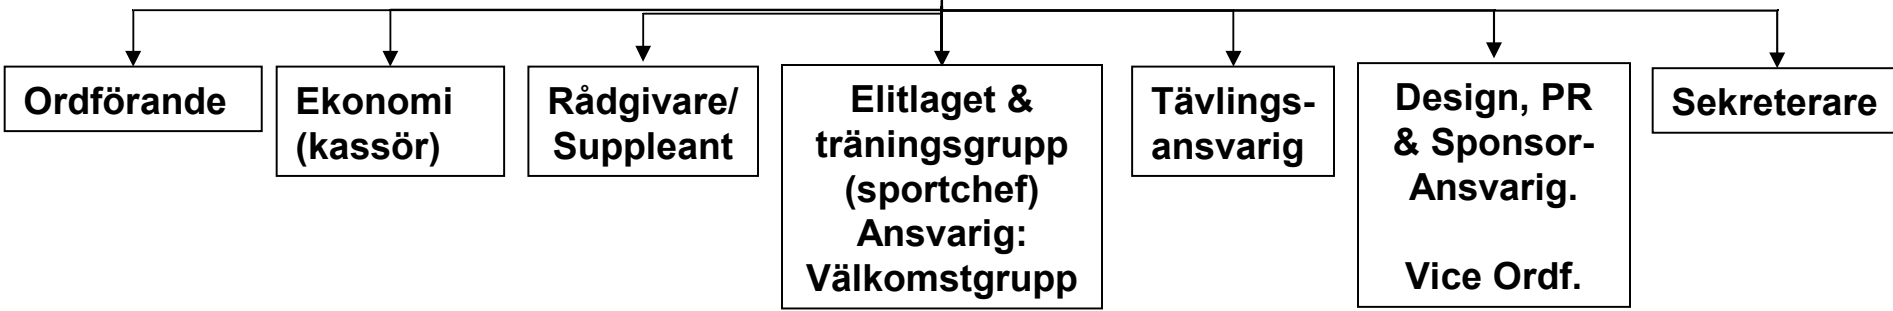 Ordförande
Ekonomi
(kassör)
Rådgivare/
Suppleant
Elitlaget &
träningsgrupp
(sportchef)
Ansvarig:
Välkomstgrupp
Tävlings-
ansvarig
Design, PR
& Sponsor-
Ansvarig.
Vice Ordf.
Sekreterare